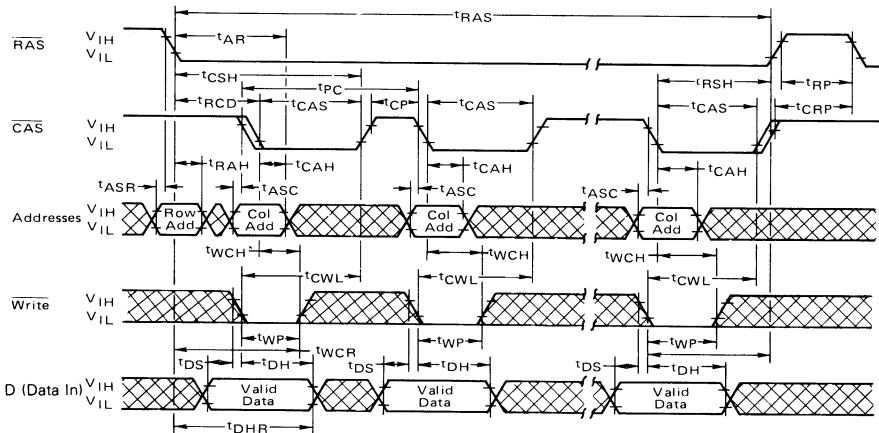 tRAS
RAS VIH
VIL
tAR
tCSH
tPC
tRSH
tRP
tRCD
tCAS
tCP
tCAS
tCAS
tCRP
CAS VIH
VIL
tRAH
tCAH
tCAH
tCAH
tASR
tASC
tASC
tASC
Addresses VIH
VIL
Row
Add
Col
Add
Col
Add
Col
Add
tWCH
tWCH
tWCH
tCWL
tCWL
tCWL
Write VIH
VIL
tWP
tWP
tWP
tWCR
tDS
tDH
tDS
tDH
tDS
tDH
D (Data In) VIH
VIL
Valid
Data
Valid
Data
Valid
Data
tDHR